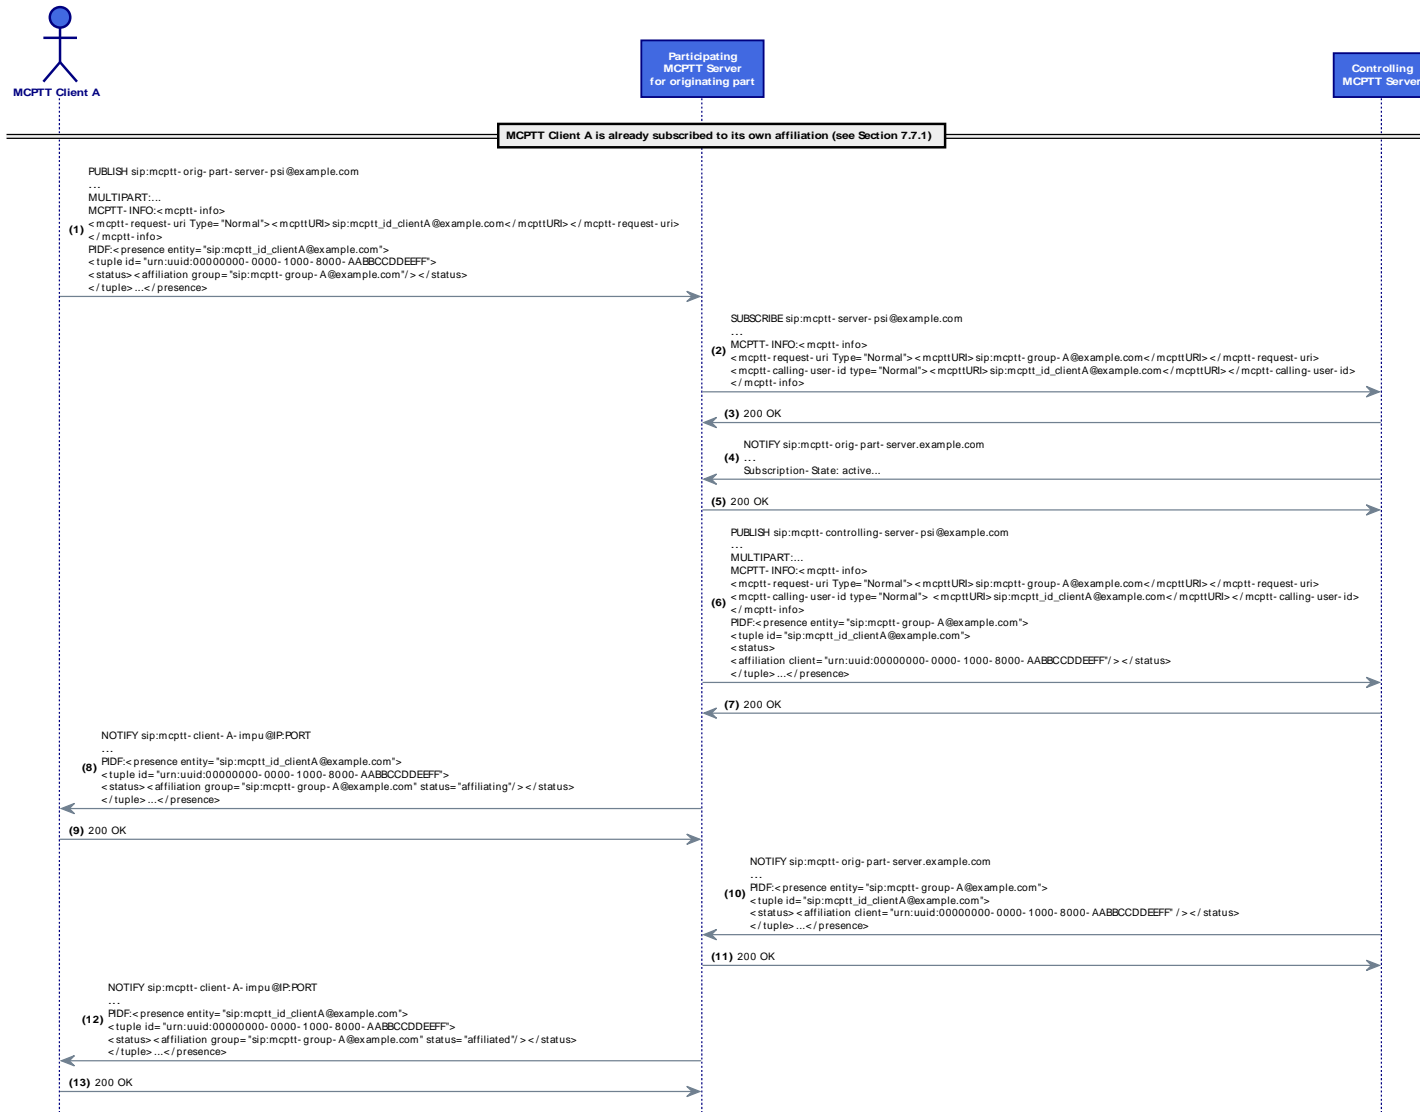 MCPTT Client A
Participating
MCPTT Server
for originating part
Controlling
MCPTT Server
MCPTT Client A is already subscribed to its own affiliation (see Section 7.7.1)
(1)
PUBLISH sip:mcptt-orig-part-server-psi@example.com
...
MULTIPART:...
MCPTT-INFO:<mcptt-info>
<mcptt-request-uri Type="Normal"><mcpttURI>sip:mcptt_id_clientA@example.com</mcpttURI></mcptt-request-uri>
</mcptt-info>
PIDF:<presence entity="sip:mcptt_id_clientA@example.com">
<tuple id="urn:uuid:00000000-0000-1000-8000-AABBCCDDEEFF">
<status><affiliation group="sip:mcptt-group-A@example.com"/></status>
</tuple>...</presence>
(2)
SUBSCRIBE sip:mcptt-server-psi@example.com
...
MCPTT-INFO:<mcptt-info>
<mcptt-request-uri Type="Normal"><mcpttURI>sip:mcptt-group-A@example.com</mcpttURI></mcptt-request-uri>
<mcptt-calling-user-id type="Normal"><mcpttURI>sip:mcptt_id_clientA@example.com</mcpttURI></mcptt-calling-user-id>
</mcptt-info>
(3) 200 OK
(4)
NOTIFY sip:mcptt-orig-part-server.example.com
...
Subscription-State: active...
(5) 200 OK
(6)
PUBLISH sip:mcptt-controlling-server-psi@example.com
...
MULTIPART:...
MCPTT-INFO:<mcptt-info>
<mcptt-request-uri Type="Normal"><mcpttURI>sip:mcptt-group-A@example.com</mcpttURI></mcptt-request-uri>
<mcptt-calling-user-id type="Normal"> <mcpttURI>sip:mcptt_id_clientA@example.com</mcpttURI></mcptt-calling-user-id>
</mcptt-info>
PIDF:<presence entity="sip:mcptt-group-A@example.com">
<tuple id="sip:mcptt_id_clientA@example.com">
<status>
<affiliation client="urn:uuid:00000000-0000-1000-8000-AABBCCDDEEFF"/></status>
</tuple>...</presence>
(7) 200 OK
(8)
NOTIFY sip:mcptt-client-A-impu@IP:PORT
...
PIDF:<presence entity="sip:mcptt_id_clientA@example.com">
<tuple id="urn:uuid:00000000-0000-1000-8000-AABBCCDDEEFF">
<status><affiliation group="sip:mcptt-group-A@example.com" status="affiliating"/></status>
</tuple>...</presence>
(9) 200 OK
(10)
NOTIFY sip:mcptt-orig-part-server.example.com
...
PIDF:<presence entity="sip:mcptt-group-A@example.com">
<tuple id="sip:mcptt_id_clientA@example.com">
<status><affiliation client="urn:uuid:00000000-0000-1000-8000-AABBCCDDEEFF" /></status>
</tuple>...</presence>
(11) 200 OK
(12)
NOTIFY sip:mcptt-client-A-impu@IP:PORT
...
PIDF:<presence entity="sip:mcptt_id_clientA@example.com">
<tuple id="urn:uuid:00000000-0000-1000-8000-AABBCCDDEEFF">
<status><affiliation group="sip:mcptt-group-A@example.com" status="affiliated"/></status>
</tuple>...</presence>
(13) 200 OK